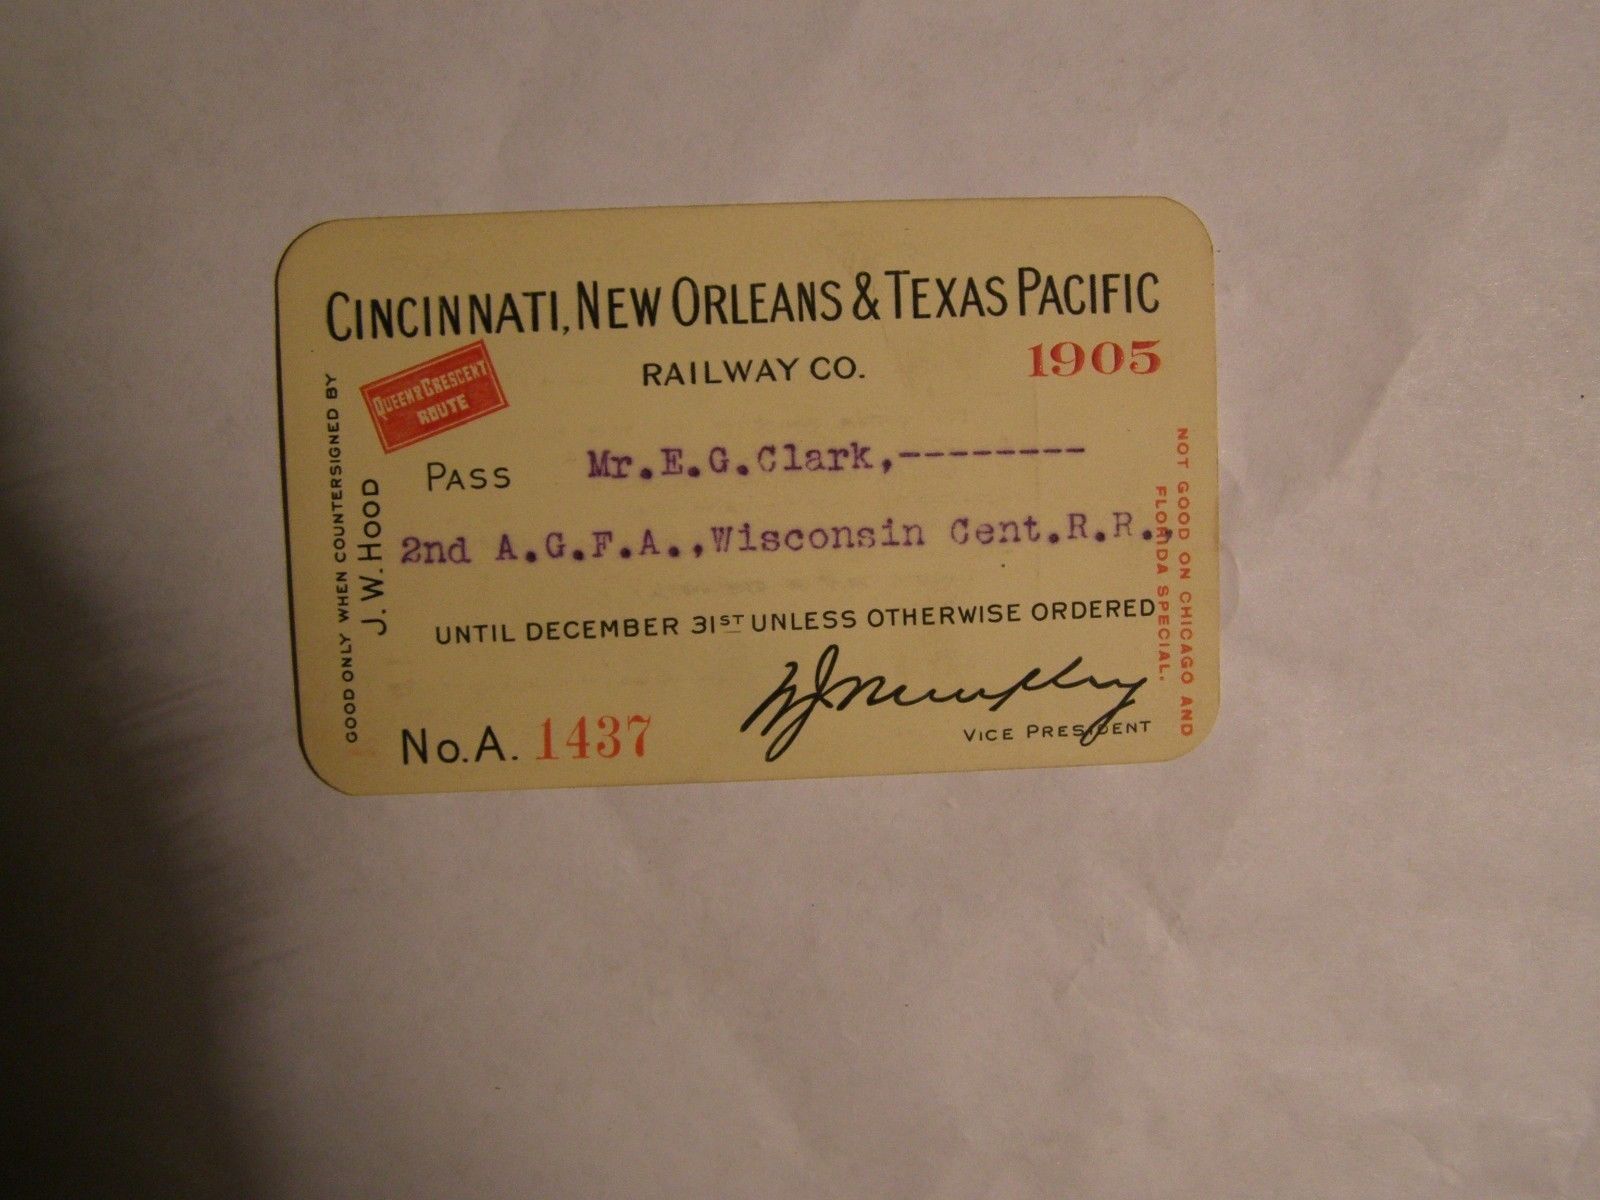 CINCINNATI, NEW ORLEANS & TEXAS PACIFIC
RAILWAY CO.
1905
QUEEN & CRESCENT
ROUTE
PASS Mr.E.G.Clark,--------
2nd A.G.F.A.,Wisconsin Cent.R.R.,
UNTIL DECEMBER 31ST UNLESS OTHERWISE ORDERED
No. A. 1437
VICE PRESIDENT
GOOD ONLY WHEN COUNTERSIGNED BY
J. W. HOOD
NOT GOOD ON CHICAGO AND
FLORIDA SPECIAL.